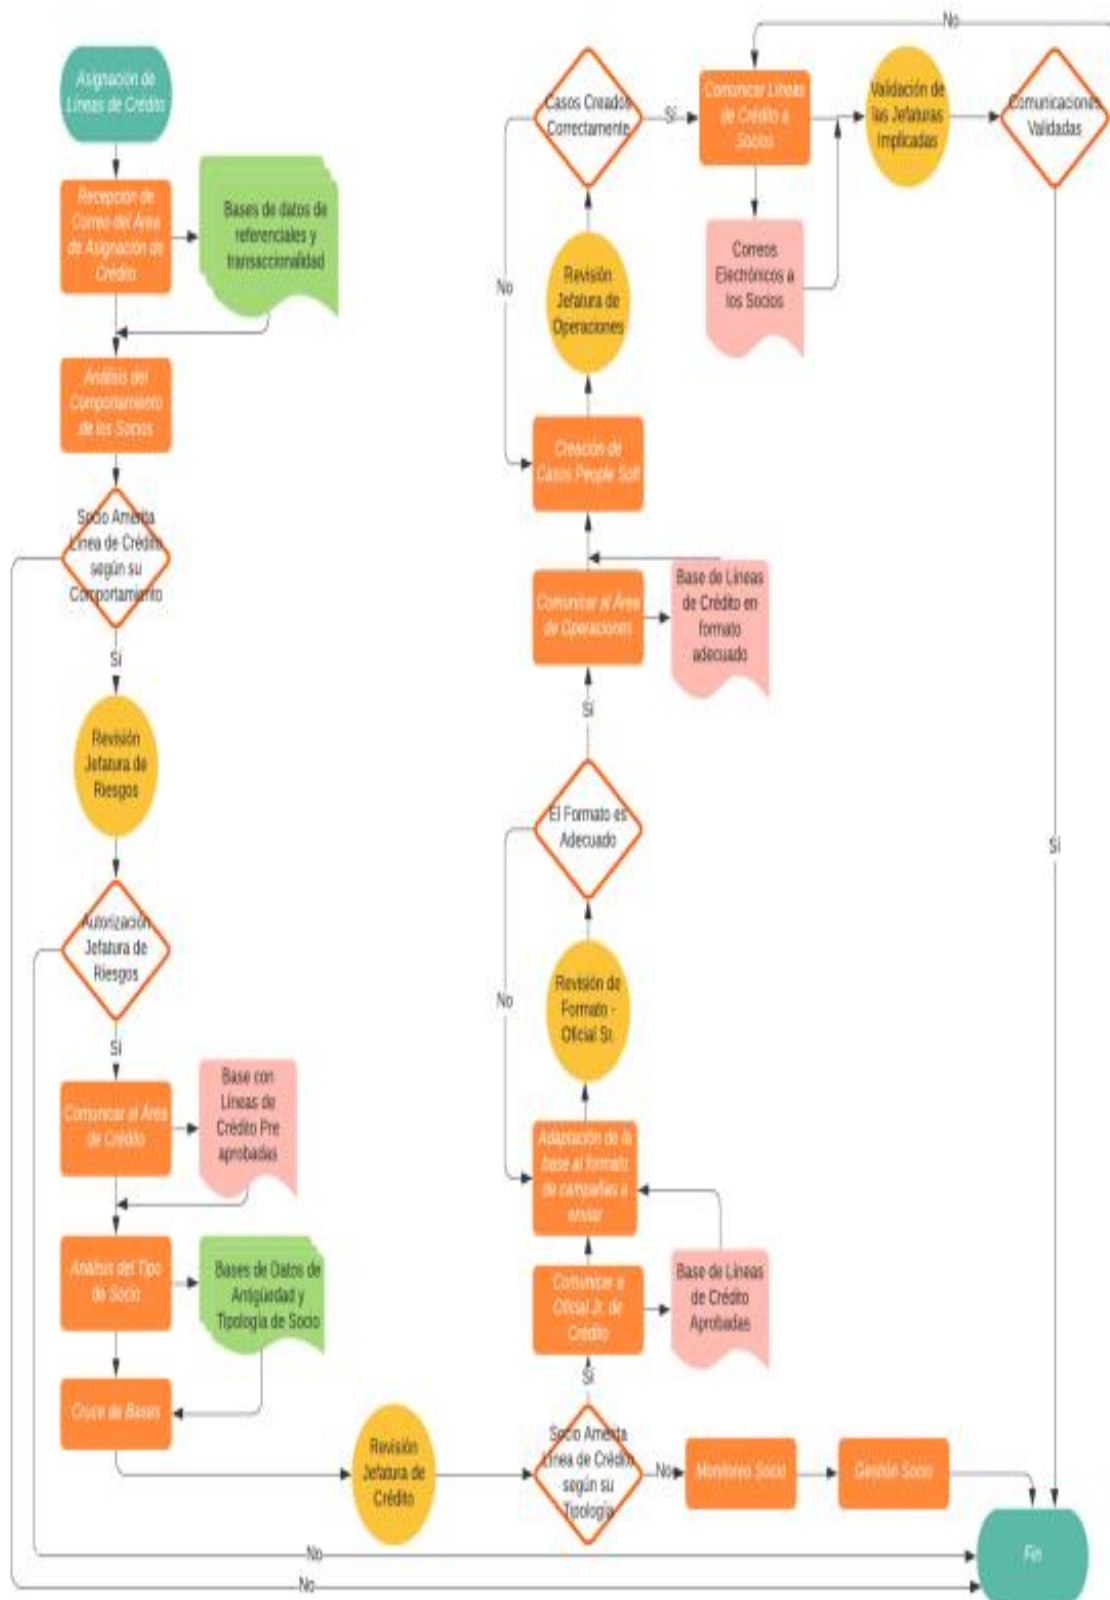 Asignación de
Líneas de Crédito
Recepción de
Correo del Área
de Asignación de
Crédito
Bases de datos de
referenciales y
transaccionalidad
Análisis del
Comportamiento
de los Socios
Socio Amerita
Línea de Crédito
según su
Comportamiento
Sí
Revisión
Jefatura de
Riesgos
Autorización
Jefatura de
Riesgos
Sí
Comunicar al Área
de Crédito
Base con
Líneas de
Crédito Pre
aprobadas
Análisis del Tipo
de Socio
Bases de Datos de
Antigüedad y
Tipología de Socio
Cruce de Bases
Revisión
Jefatura de
Crédito
Socio Amerita
Línea de Crédito
según su
Tipología
No
Monitoreo Socio
Gestión Socio
Sí
Comunicar a
Oficial Jr. de
Crédito
Base de Líneas
de Crédito
Aprobadas
Adaptación de la
base al formato
de campañas a
enviar
Revisión de
Formato -
Oficial Sr.
El Formato es
Adecuado
No
Sí
Comunicar al Área
de Operaciones
Base de Líneas
de Crédito en
formato
adecuado
Creación de
Casos People Soft
Revisión
Jefatura de
Operaciones
Casos Creados
Correctamente
No
Sí
Comunicar Líneas
de Crédito a
Socios
Correos
Electrónicos a
los Socios
Validación de
las Jefaturas
Implicadas
Comunicaciones
Validadas
No
Sí
No
No
Fin